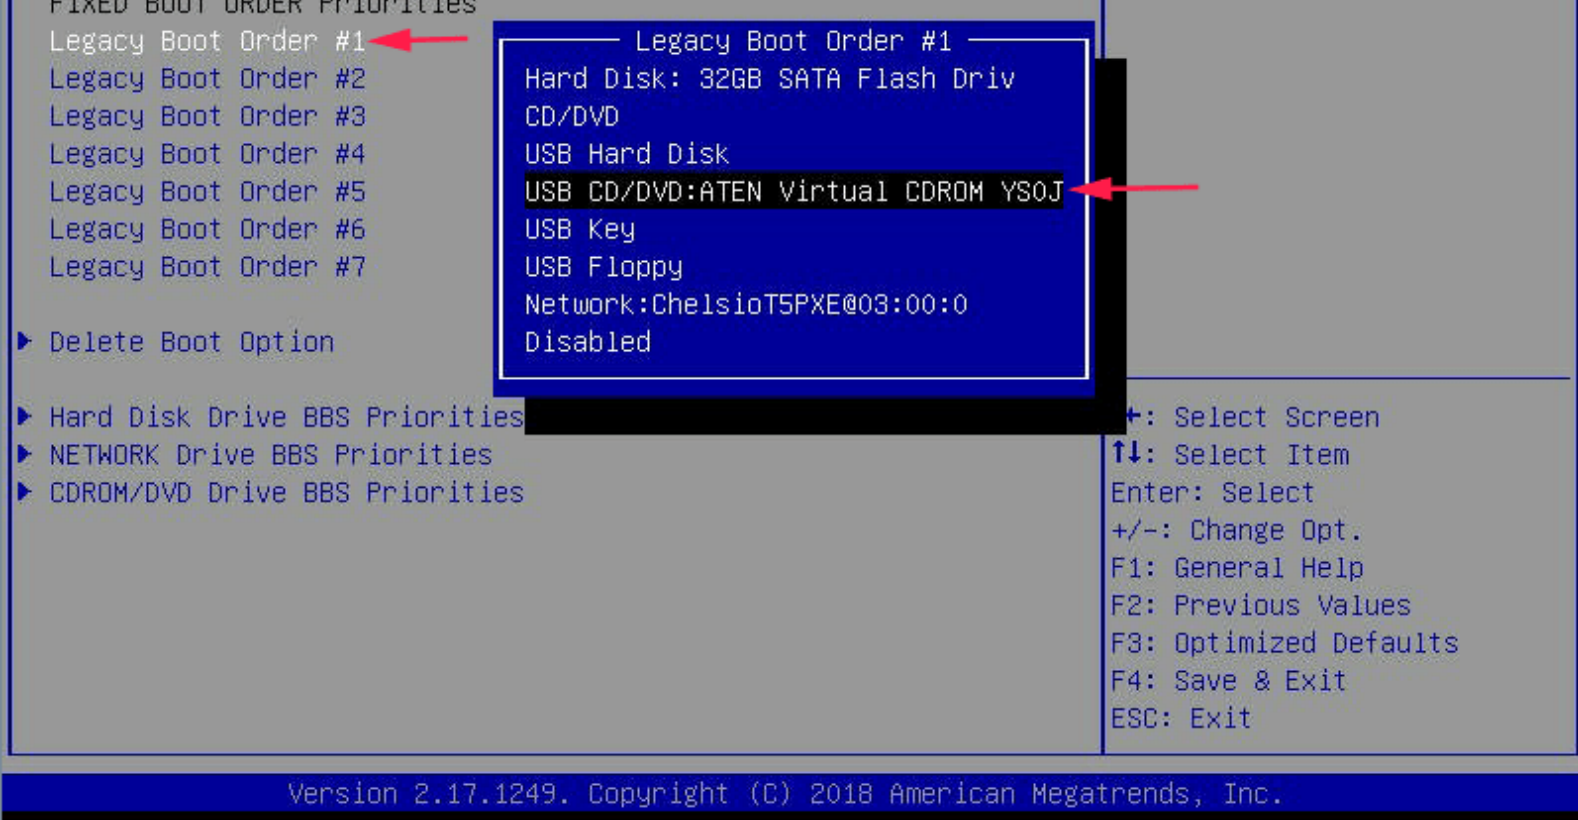 FIXED BOOT ORDER Priorities
Legacy Boot Order #1
Legacy Boot Order #2
Legacy Boot Order #3
Legacy Boot Order #4
Legacy Boot Order #5
Legacy Boot Order #6
Legacy Boot Order #7
Delete Boot Option
Hard Disk Drive BBS Priorities
NETWORK Drive BBS Priorities
CDROM/DVD Drive BBS Priorities
Legacy Boot Order #1
Hard Disk: 32GB SATA Flash Driv
CD/DVD
USB Hard Disk
USB CD/DVD:ATEN Virtual CDROM YS0J
USB Key
USB Floppy
Network:ChelsioT5PXE@03:00:0
Disabled
: Select Screen
↑↓: Select Item
Enter: Select
+/-: Change Opt.
F1: General Help
F2: Previous Values
F3: Optimized Defaults
F4: Save & Exit
ESC: Exit
Version 2.17.1249. Copyright (C) 2018 American Megatrends, Inc.